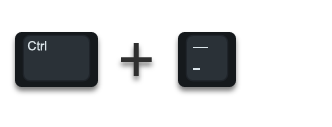 Ctrl + _ -